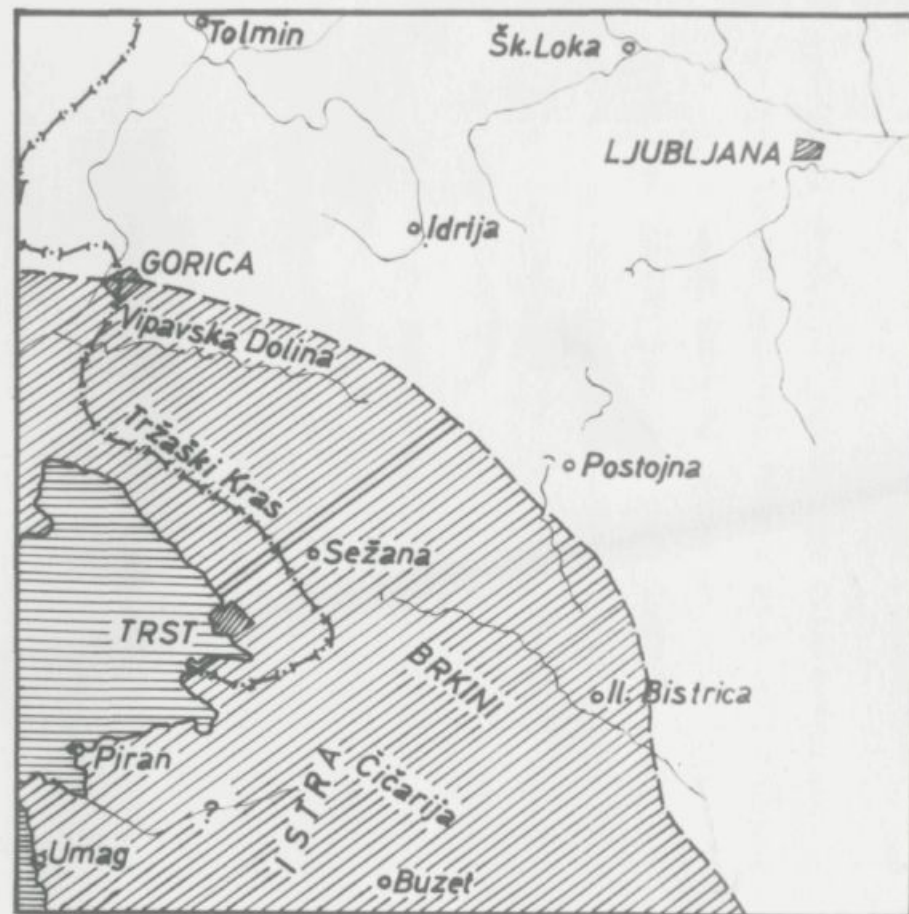 Tolmin
Šk. Loka
LJUBLJANA
Idrija
GORICA
Vipavska Dolina
Tržaški Kras
Postojna
Sežana
TRST
BRKINI
Il. Bistrica
Piran
ISTRA
Čičarija
Umag
Buzet